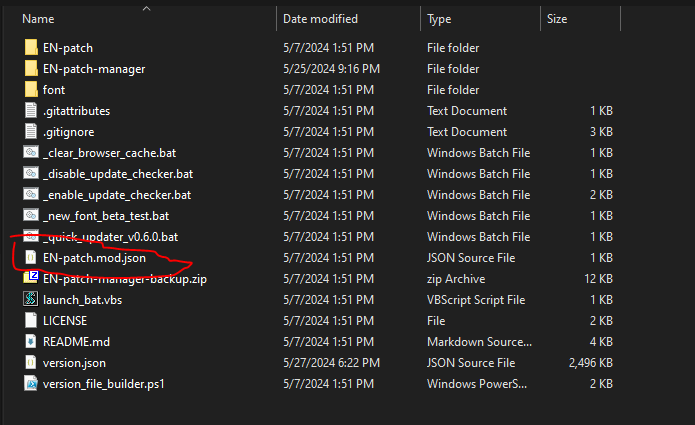 Name Date modified Type Size
EN-patch 5/7/2024 1:51 PM File folder
EN-patch-manager 5/25/2024 9:16 PM File folder
font 5/7/2024 1:51 PM File folder
.gitattributes 5/7/2024 1:51 PM Text Document 1 KB
.gitignore 5/7/2024 1:51 PM Text Document 3 KB
_clear_browser_cache.bat 5/7/2024 1:51 PM Windows Batch File 1 KB
_disable_update_checker.bat 5/7/2024 1:51 PM Windows Batch File 1 KB
_enable_update_checker.bat 5/7/2024 1:51 PM Windows Batch File 2 KB
_new_font_beta_test.bat 5/7/2024 1:51 PM Windows Batch File 1 KB
_quick_updater_v0.6.0.bat 5/7/2024 1:51 PM Windows Batch File 1 KB
EN-patch.mod.json 5/7/2024 1:51 PM JSON Source File 1 KB
EN-patch-manager-backup.zip 5/7/2024 1:51 PM zip Archive 12 KB
launch_bat.vbs 5/7/2024 1:51 PM VBScript Script File 1 KB
LICENSE 5/7/2024 1:51 PM File 2 KB
README.md 5/7/2024 1:51 PM Markdown Source... 4 KB
version.json 5/27/2024 6:22 PM JSON Source File 2,496 KB
version_file_builder.ps1 5/7/2024 1:51 PM Windows PowerS... 2 KB